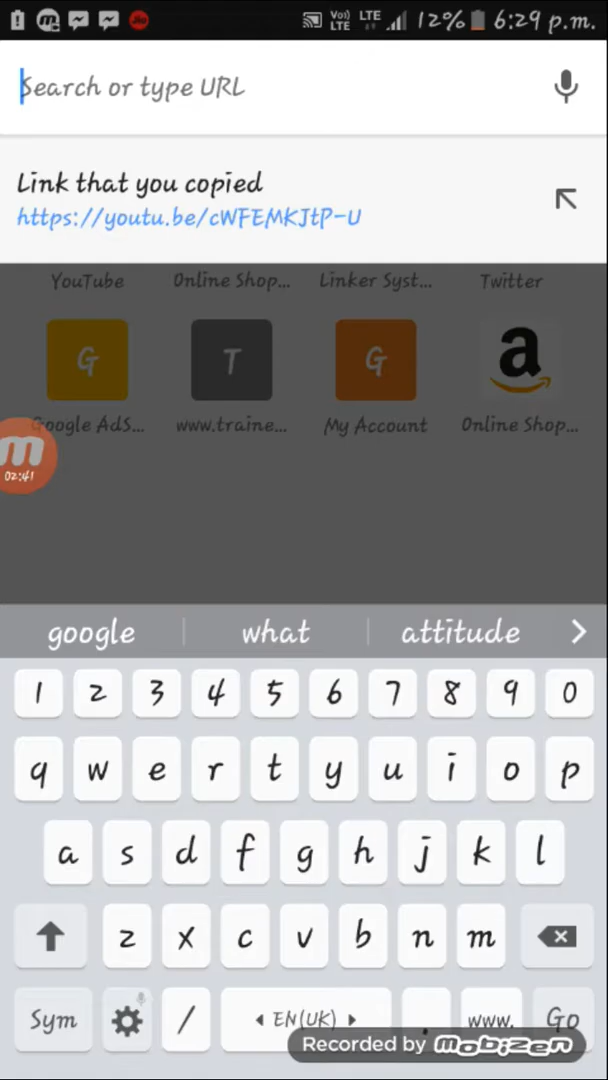 Vo)) LTE LTE 12% 6:29 p.m.
Search or type URL
Link that you copied
https://youtu.be/cWFEMKJtP-U
YouTube Online Shop... Linker Syst... Twitter
G T G a
Google AdS... www.traine... My Account Online Shop...
m
02:41
google what attitude
1 2 3 4 5 6 7 8 9 0
q w e r t y u i o p
a s d f g h j k l
z x c v b n m
Sym / EN(UK) . www. Go
Recorded by mobizen